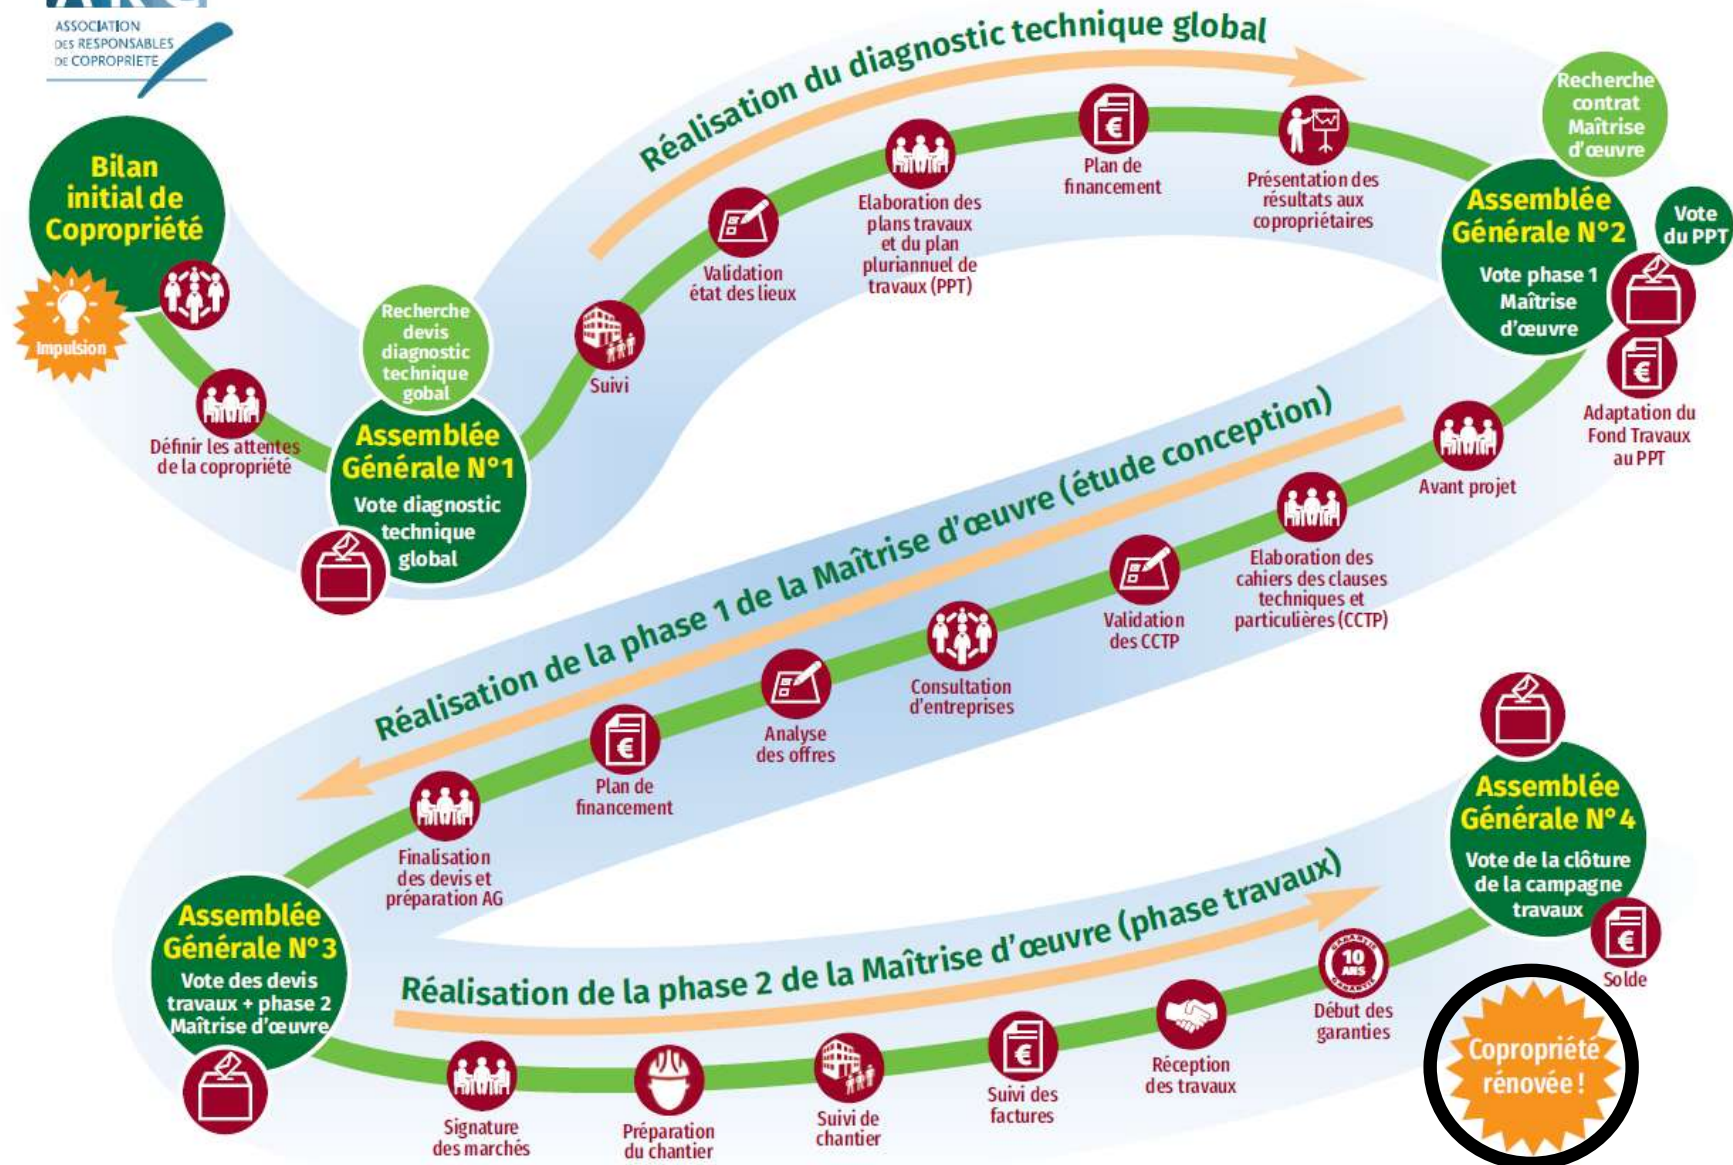 ASSOCIATION
DES RESPONSABLES
DE COPROPRIETE
Bilan
initial de
Copropriété
Impulsion
Définir les attentes
de la copropriété
Recherche
devis
diagnostic
technique
gobal
Assemblée
Générale N°1
Vote diagnostic
technique
global
Réalisation du diagnostic technique global
Suivi
Validation
état des lieux
Elaboration des
plans travaux
et du plan
pluriannuel de
travaux (PPT)
Plan de
financement
Présentation des
résultats aux
copropriétaires
Recherche
contrat
Maîtrise
d'œuvre
Assemblée
Générale N°2
Vote phase 1
Maîtrise
d'œuvre
Vote
du PPT
Adaptation du
Fond Travaux
au PPT
Réalisation de la phase 1 de la Maîtrise d'œuvre (étude conception)
Avant projet
Elaboration des
cahiers des clauses
techniques et
particulières (CCTP)
Validation
des CCTP
Consultation
d'entreprises
Analyse
des offres
Plan de
financement
Finalisation
des devis et
préparation AG
Assemblée
Générale N°3
Vote des devis
travaux + phase 2
Maîtrise d'œuvre
Réalisation de la phase 2 de la Maîtrise d'œuvre (phase travaux)
Signature
des marchés
Préparation
du chantier
Suivi de
chantier
Suivi des
factures
Réception
des travaux
GARANTIE
10
ANS
GARANTIE
Début des
garanties
Assemblée
Générale N°4
Vote de la clôture
de la campagne
travaux
Solde
Copropriété
rénovée !